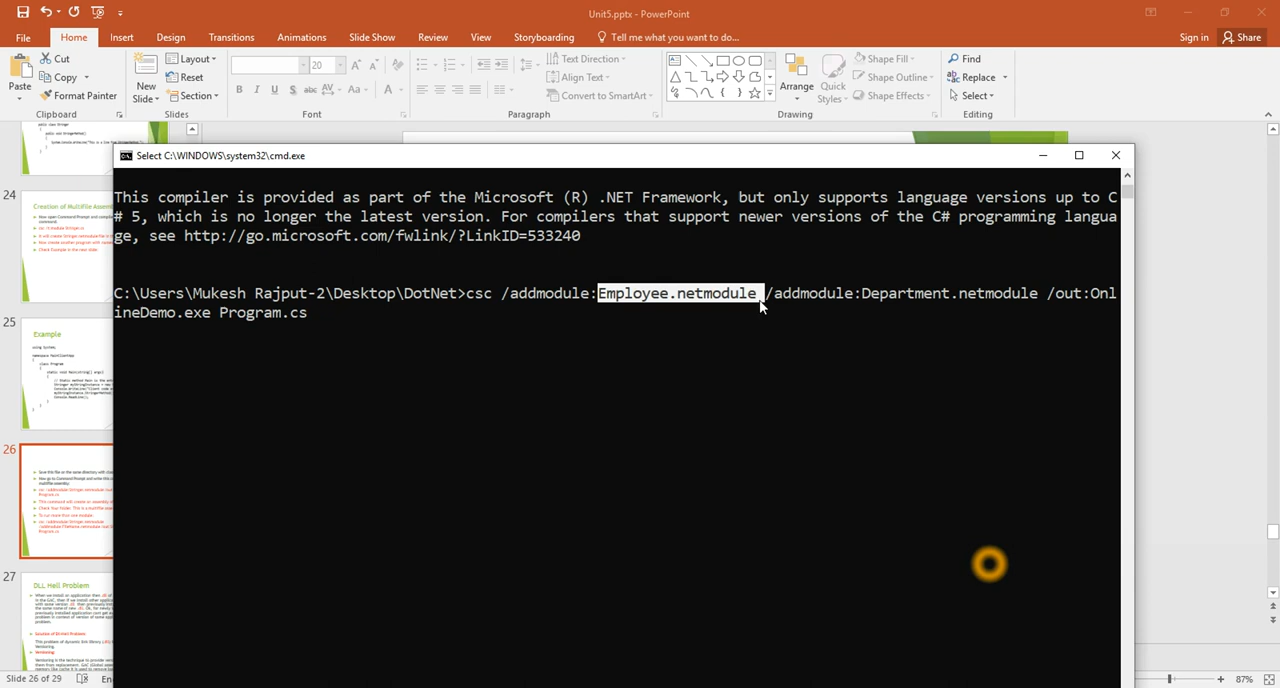 Unit5.pptx - PowerPoint
File Home Insert Design Transitions Animations Slide Show Review View Storyboarding Tell me what you want to do... Sign in Share
Paste
Cut
Copy
Format Painter
Clipboard
New Slide
Layout
Reset
Section
Slides
20
B I U S abc AV Aa A
Font
Text Direction
Align Text
Convert to SmartArt
Paragraph
Arrange
Quick Styles
Shape Fill
Shape Outline
Shape Effects
Drawing
Find
Replace
Select
Editing
24
Creation of Multifile Assemb
25
Example
26
27
DLL Hell Problem
Select C:\WINDOWS\system32\cmd.exe
This compiler is provided as part of the Microsoft (R) .NET Framework, but only supports language versions up to C
# 5, which is no longer the latest version. For compilers that support newer versions of the C# programming langua
ge, see http://go.microsoft.com/fwlink/?LinkID=533240
C:\Users\Mukesh Rajput-2\Desktop\DotNet>csc /addmodule:Employee.netmodule /addmodule:Department.netmodule /out:Onl
ineDemo.exe Program.cs
Slide 26 of 29
87%